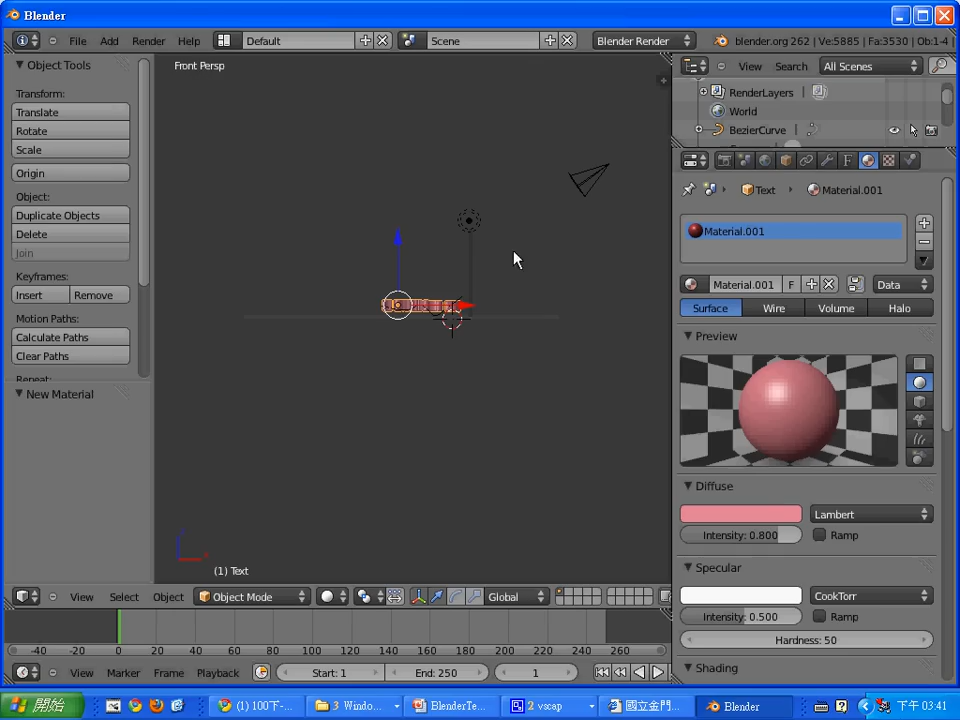 Blender
File Add Render Help Default Scene Blender Render blender.org 262 | Ve:5885 | Fa:3530 | Ob:1-4
Object Tools
Transform:
Translate
Rotate
Scale
Origin
Object:
Duplicate Objects
Delete
Join
Keyframes:
Insert Remove
Motion Paths:
Calculate Paths
Clear Paths
Repeat:
New Material
Front Persp
(1) Text
View Select Object Object Mode Global
View Search All Scenes
RenderLayers
World
BezierCurve
Text Material.001
Material.001
Material.001 F Data
Surface Wire Volume Halo
Preview
Diffuse
Lambert
Intensity: 0.800 Ramp
Specular
CookTorr
Intensity: 0.500 Ramp
Hardness: 50
Shading
-40 -20 0 20 40 60 80 100 120 140 160 180 200 220 240 260
View Marker Frame Playback Start: 1 End: 250 1
開始 (1) 100下-... 3 Windo... BlenderTe... 2 vscap 國立金門... Blender 下午 03:41